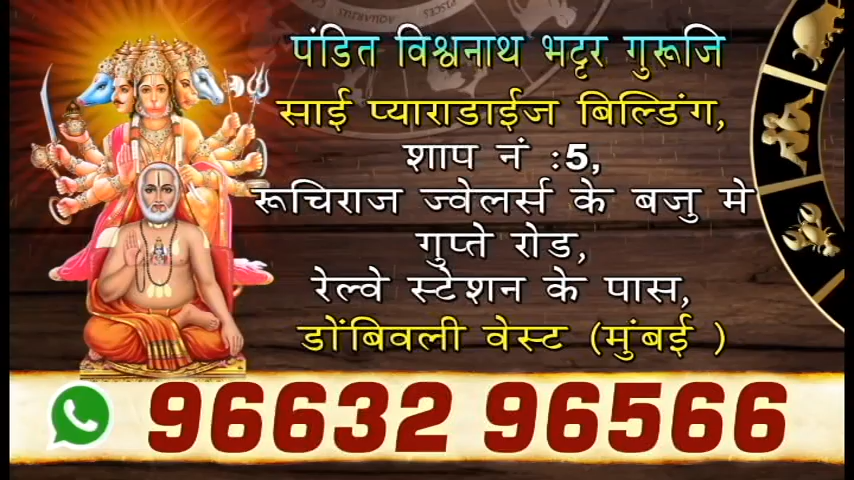 पंडित विश्वनाथ भट्टर गुरूजि
साई प्याराडाईज बिल्डिंग,
शाप नं :5,
रूचिराज ज्वेलर्स के बजु मे
गुप्ते रोड,
रेल्वे स्टेशन के पास,
डोंबिवली वेस्ट (मुंबई )
96632 96566